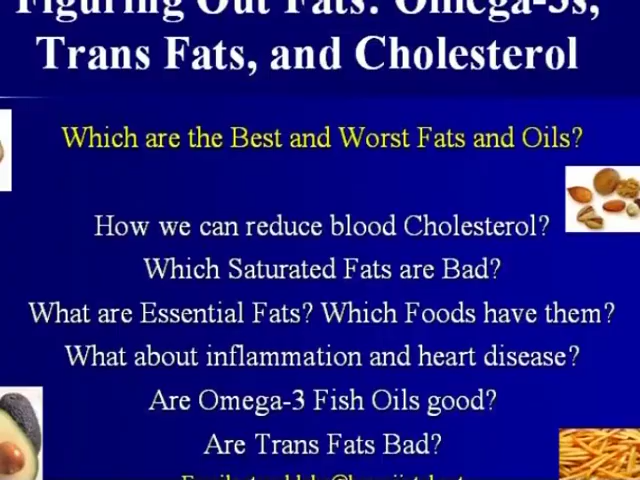 Figuring Out Fats: Omega-3s,
Trans Fats, and Cholesterol
Which are the Best and Worst Fats and Oils?
How we can reduce blood Cholesterol?
Which Saturated Fats are Bad?
What are Essential Fats? Which Foods have them?
What about inflammation and heart disease?
Are Omega-3 Fish Oils good?
Are Trans Fats Bad?